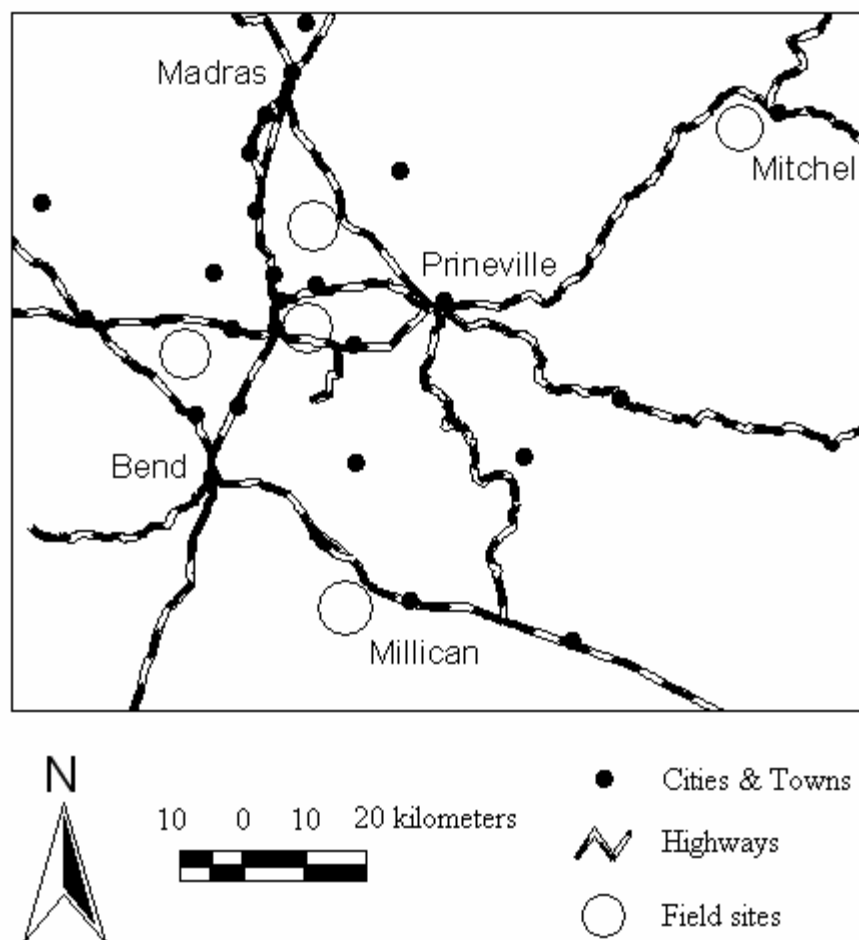 Madras
Mitchel
Prineville
Bend
Millican
N
10 0 10 20 kilometers
Cities & Towns
Highways
Field sites